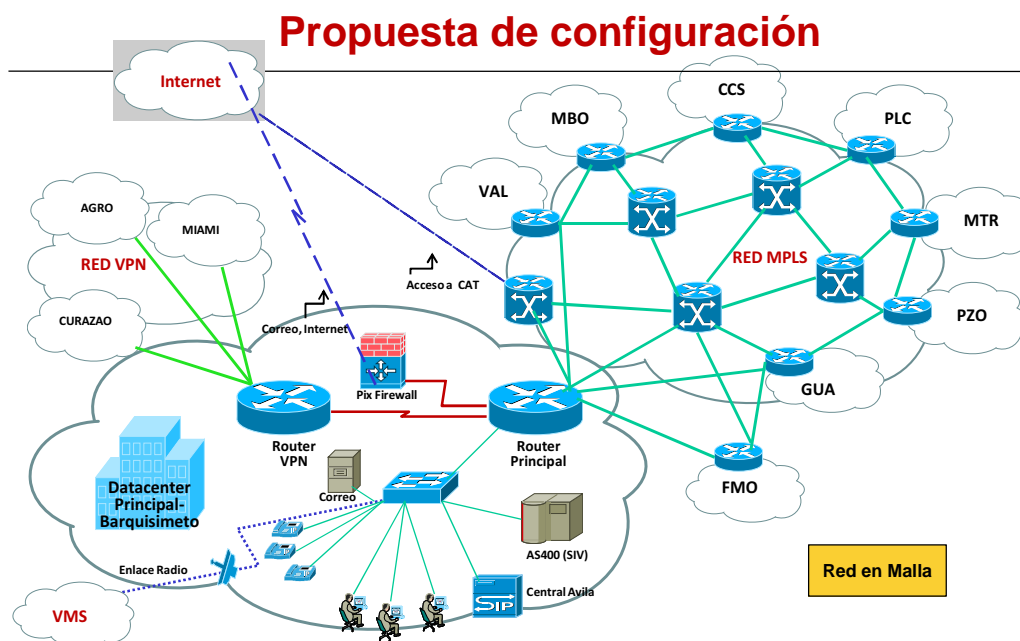 Propuesta de configuración
Internet
CCS
MBO
PLC
VAL
AGRO
MIAMI
MTR
RED VPN
RED MPLS
Acceso a CAT
CURAZAO
Correo, Internet
PZO
Pix Firewall
GUA
Router
VPN
Router
Principal
Datacenter
Principal-
Barquisimeto
Correo
FMO
AS400 (SIV)
Enlace Radio
Central Avila
SIP
Red en Malla
VMS